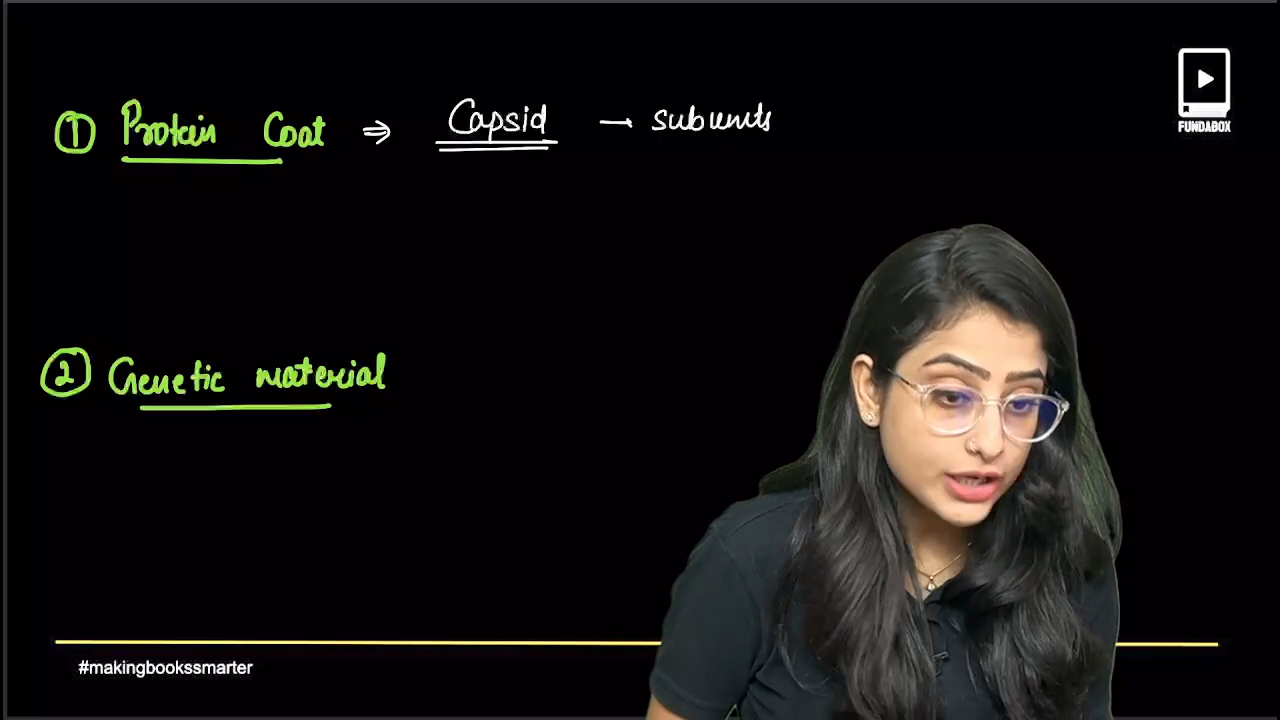 ① Protein Coat ⇒ Capsid → subunits
FUNDABOX
② Genetic material
#makingbookssmarter